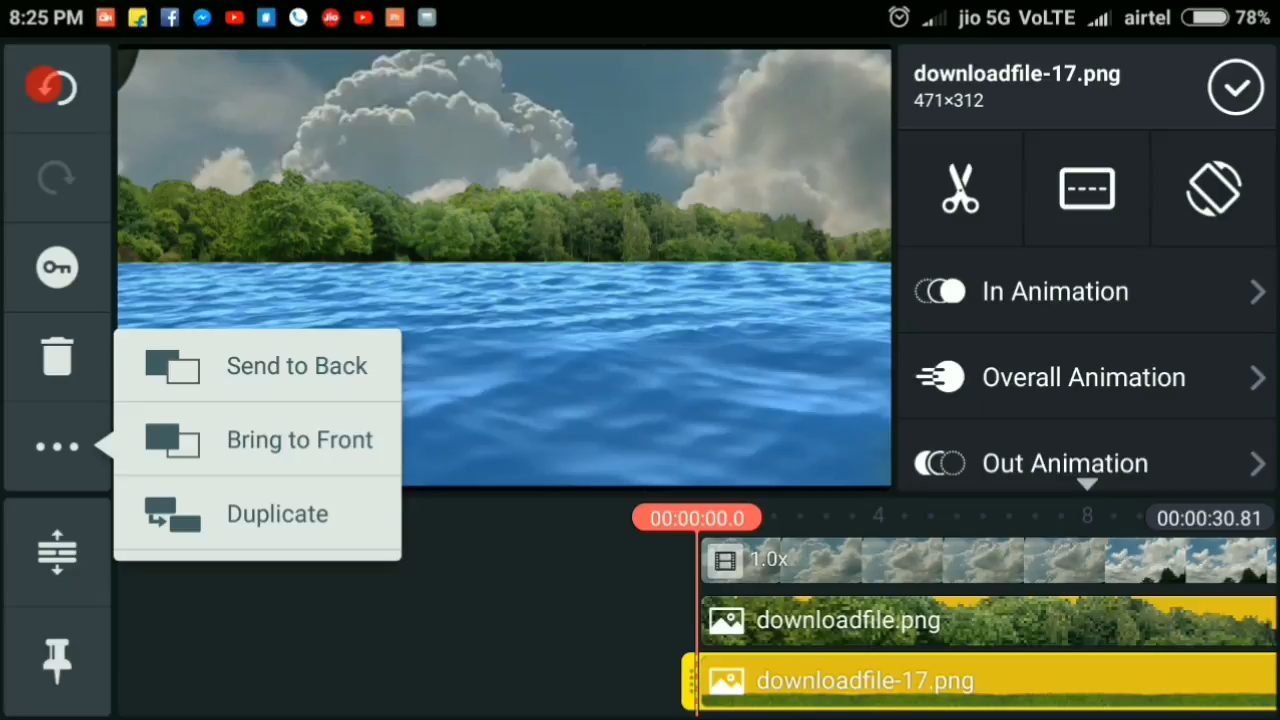 8:25 PM jio 5G VoLTE airtel 78%
downloadfile-17.png
471×312
In Animation
Overall Animation
Out Animation
Send to Back
Bring to Front
Duplicate
00:00:00.0 4 8 00:00:30.81
1.0x
downloadfile.png
downloadfile-17.png